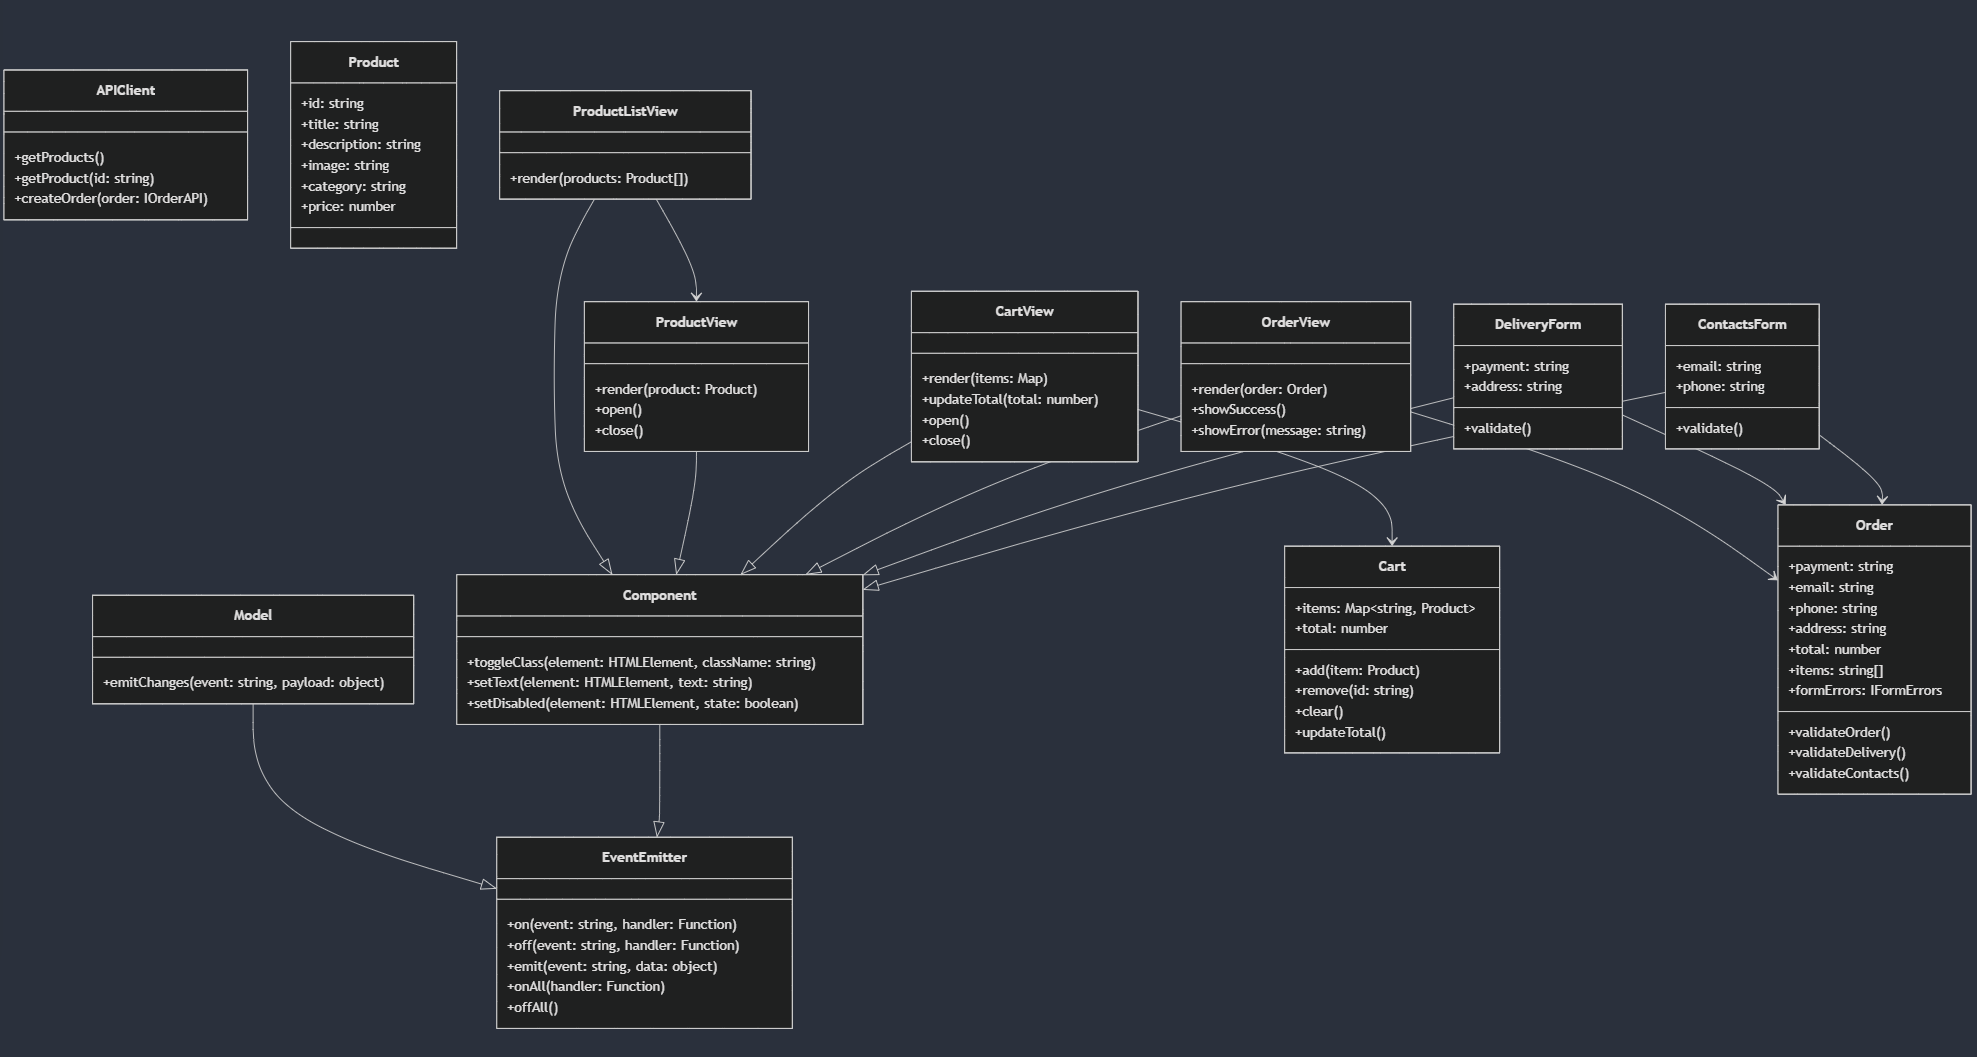 APIClient
+getProducts()
+getProduct(id: string)
+createOrder(order: IOrderAPI)
Product
+id: string
+title: string
+description: string
+image: string
+category: string
+price: number
ProductListView
+render(products: Product[])
ProductView
+render(product: Product)
+open()
+close()
CartView
+render(items: Map)
+updateTotal(total: number)
+open()
+close()
OrderView
+render(order: Order)
+showSuccess()
+showError(message: string)
DeliveryForm
+payment: string
+address: string
+validate()
ContactsForm
+email: string
+phone: string
+validate()
Order
+payment: string
+email: string
+phone: string
+address: string
+total: number
+items: string[]
+formErrors: IFormErrors
+validateOrder()
+validateDelivery()
+validateContacts()
Cart
+items: Map<string, Product>
+total: number
+add(item: Product)
+remove(id: string)
+clear()
+updateTotal()
Component
+toggleClass(element: HTMLElement, className: string)
+setText(element: HTMLElement, text: string)
+setDisabled(element: HTMLElement, state: boolean)
Model
+emitChanges(event: string, payload: object)
EventEmitter
+on(event: string, handler: Function)
+off(event: string, handler: Function)
+emit(event: string, data: object)
+onAll(handler: Function)
+offAll()